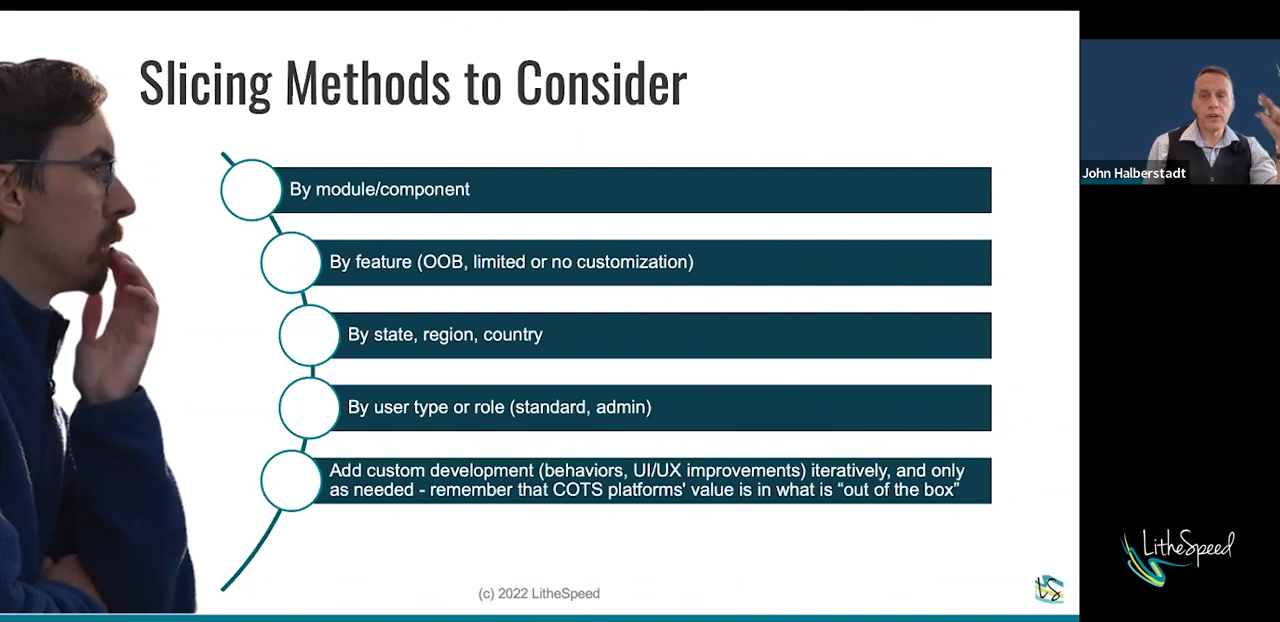 Slicing Methods to Consider
By module/component
By feature (OOB, limited or no customization)
By state, region, country
By user type or role (standard, admin)
Add custom development (behaviors, UI/UX improvements) iteratively, and only
as needed - remember that COTS platforms' value is in what is “out of the box”
(c) 2022 LitheSpeed
LS
John Halberstadt
LitheSpeed